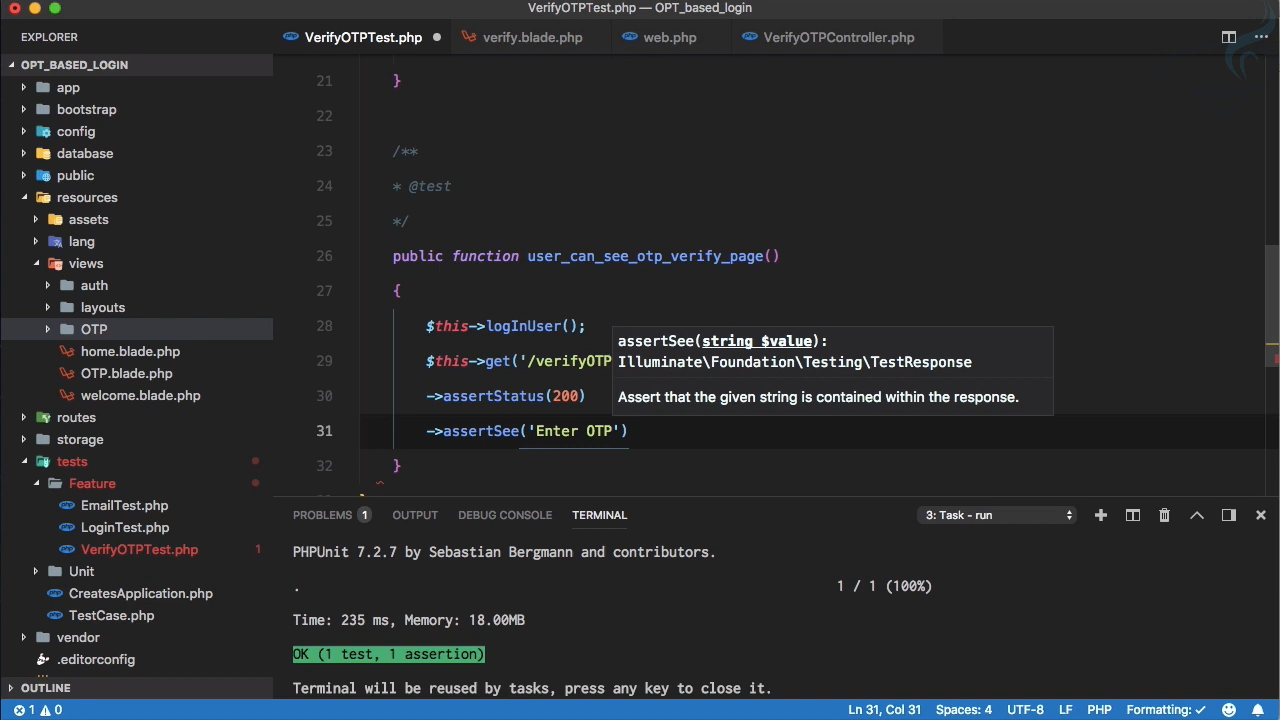 VerifyOTPTest.php — OPT_based_login
EXPLORER
VerifyOTPTest.php
verify.blade.php
web.php
VerifyOTPController.php
OPT_BASED_LOGIN
app
bootstrap
config
database
public
resources
assets
lang
views
auth
layouts
OTP
home.blade.php
OTP.blade.php
welcome.blade.php
routes
storage
tests
Feature
EmailTest.php
LoginTest.php
VerifyOTPTest.php 1
Unit
CreatesApplication.php
TestCase.php
vendor
.editorconfig
OUTLINE
21 }
22
23 /**
24 * @test
25 */
26 public function user_can_see_otp_verify_page()
27 {
28 $this->logInUser();
29 $this->get('/verifyOTP
30 ->assertStatus(200)
31 ->assertSee('Enter OTP')
32 }
assertSee(string $value):
Illuminate\Foundation\Testing\TestResponse
Assert that the given string is contained within the response.
PROBLEMS 1 OUTPUT DEBUG CONSOLE TERMINAL 3: Task - run
PHPUnit 7.2.7 by Sebastian Bergmann and contributors.
. 1 / 1 (100%)
Time: 235 ms, Memory: 18.00MB
OK (1 test, 1 assertion)
Terminal will be reused by tasks, press any key to close it.
1 0 Ln 31, Col 31 Spaces: 4 UTF-8 LF PHP Formatting: ✓